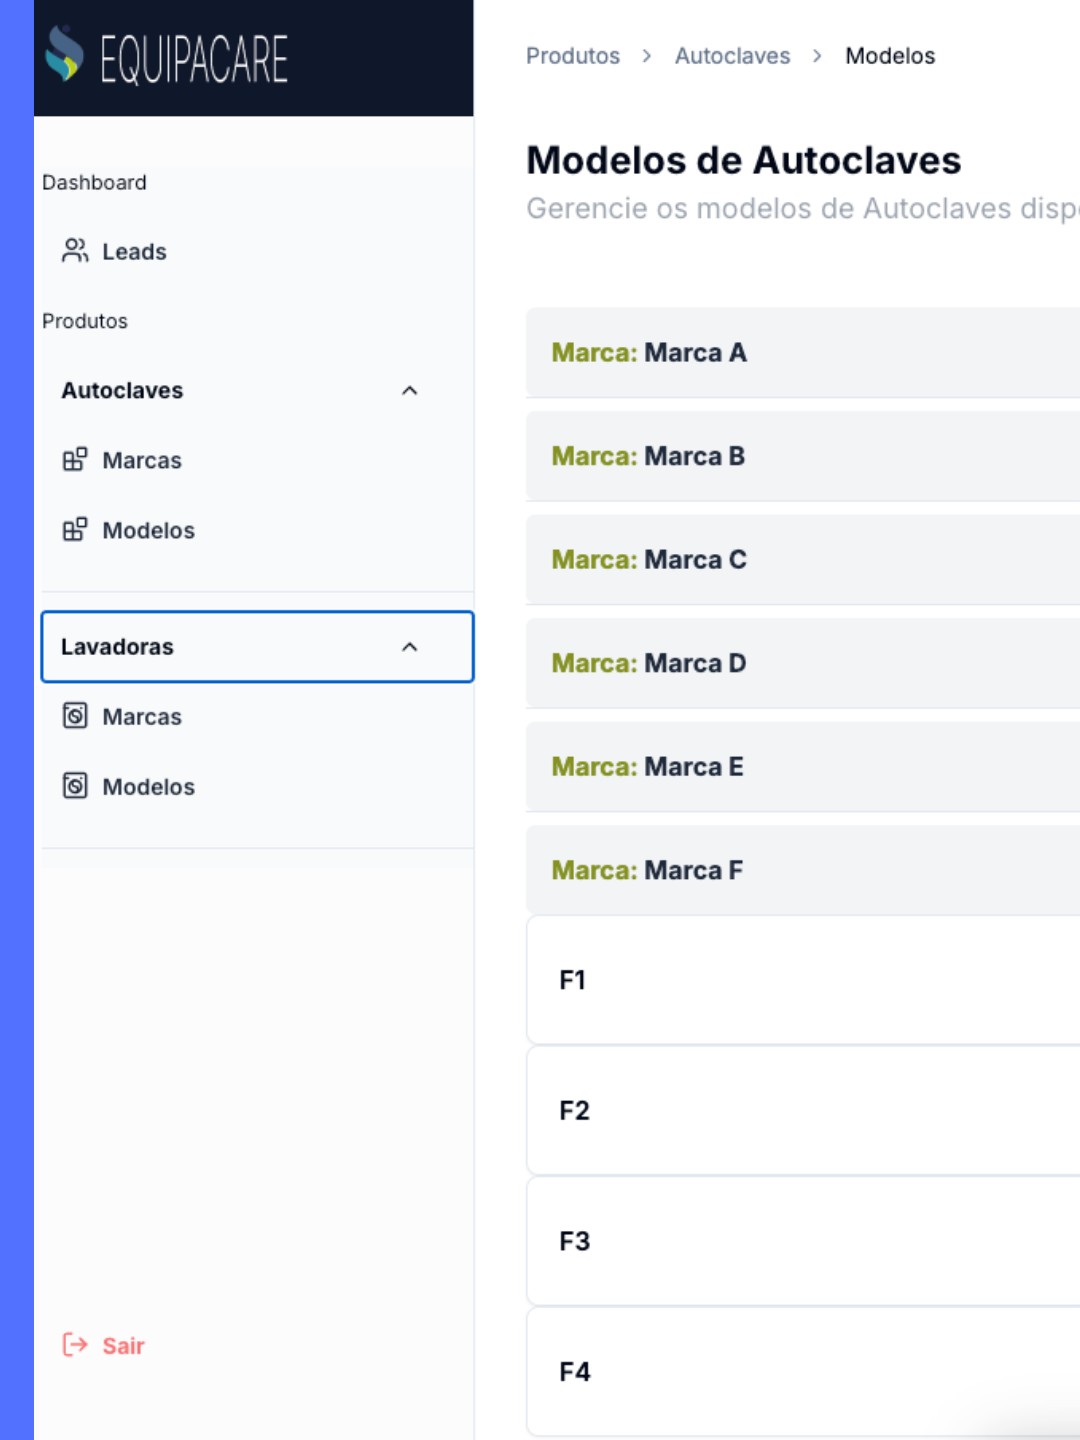 EQUIPACARE
Dashboard
Leads
Produtos
Autoclaves
Marcas
Modelos
Lavadoras
Marcas
Modelos
Sair
Produtos > Autoclaves > Modelos
Modelos de Autoclaves
Gerencie os modelos de Autoclaves
Marca: Marca A
Marca: Marca B
Marca: Marca C
Marca: Marca D
Marca: Marca E
Marca: Marca F
F1
F2
F3
F4